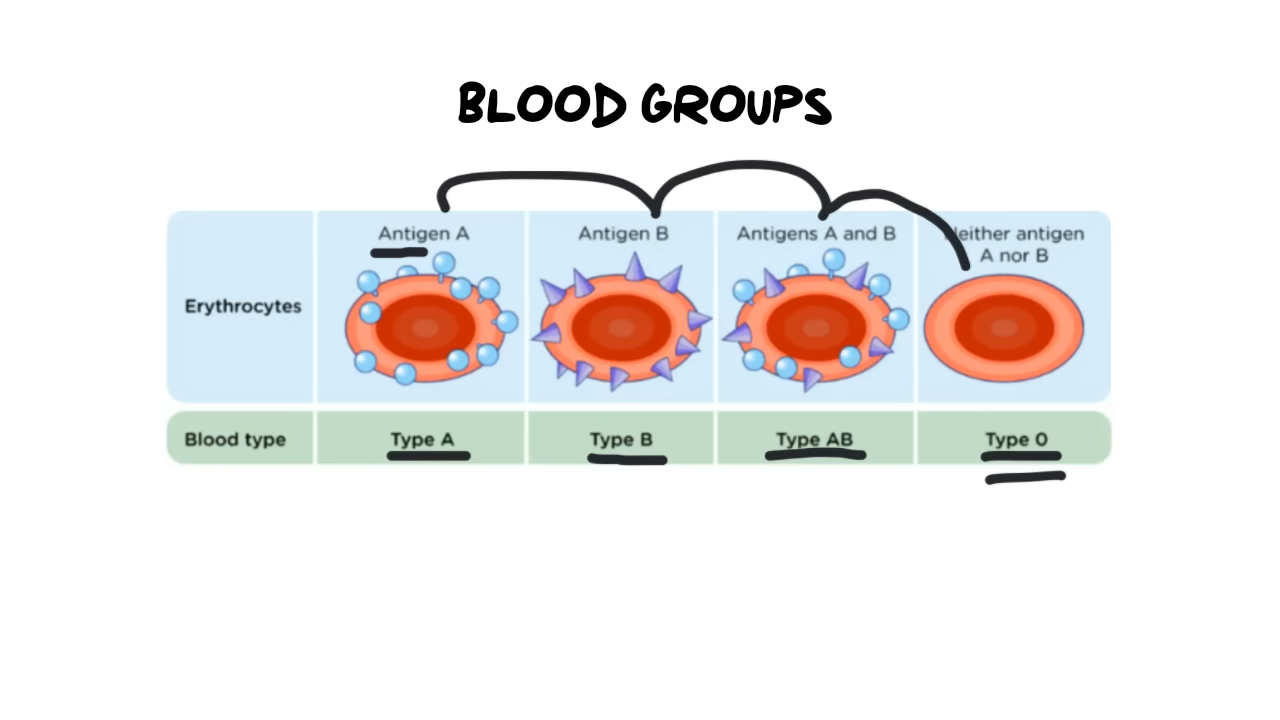 BLOOD GROUPS
Antigen A
Antigen B
Antigens A and B
Neither antigen
A nor B
Erythrocytes
Blood type
Type A
Type B
Type AB
Type O